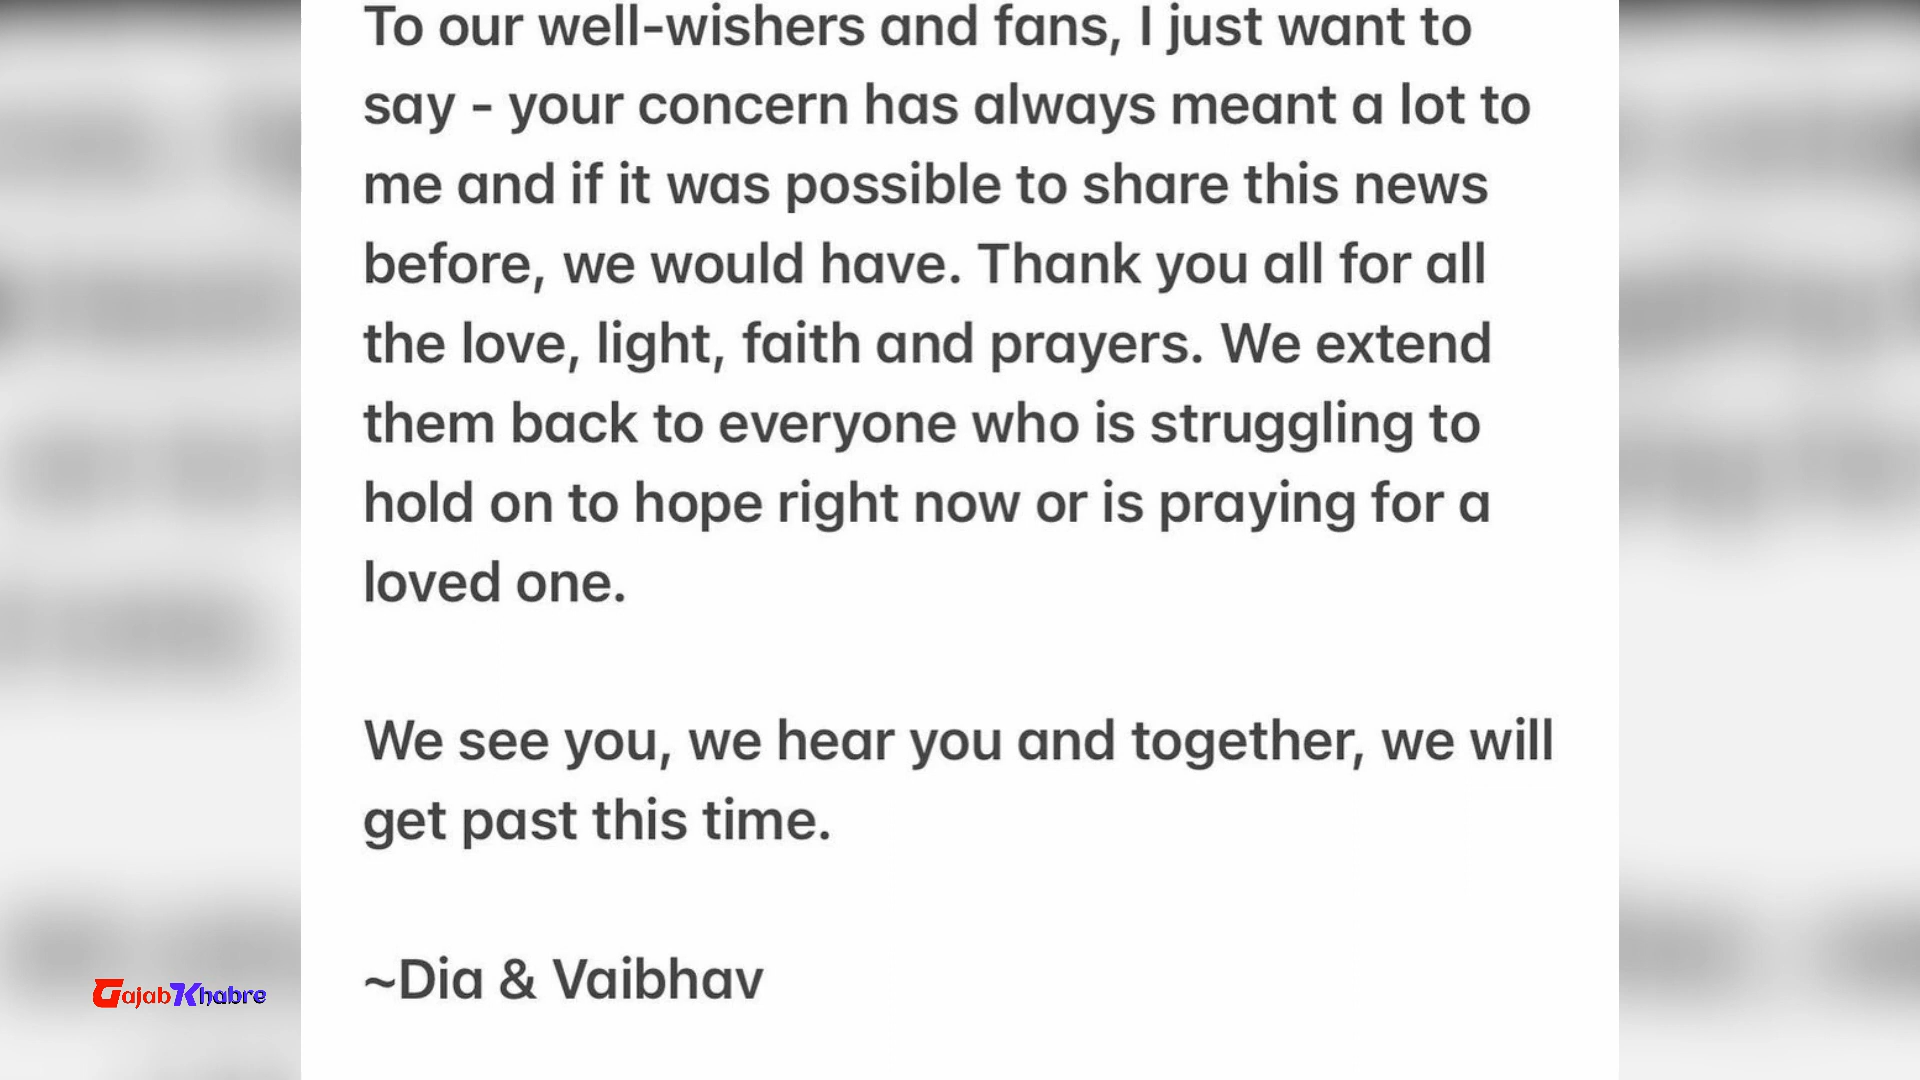 To our well-wishers and fans, I just want to
say - your concern has always meant a lot to
me and if it was possible to share this news
before, we would have. Thank you all for all
the love, light, faith and prayers. We extend
them back to everyone who is struggling to
hold on to hope right now or is praying for a
loved one.
We see you, we hear you and together, we will
get past this time.
~Dia & Vaibhav
GajabKhabre